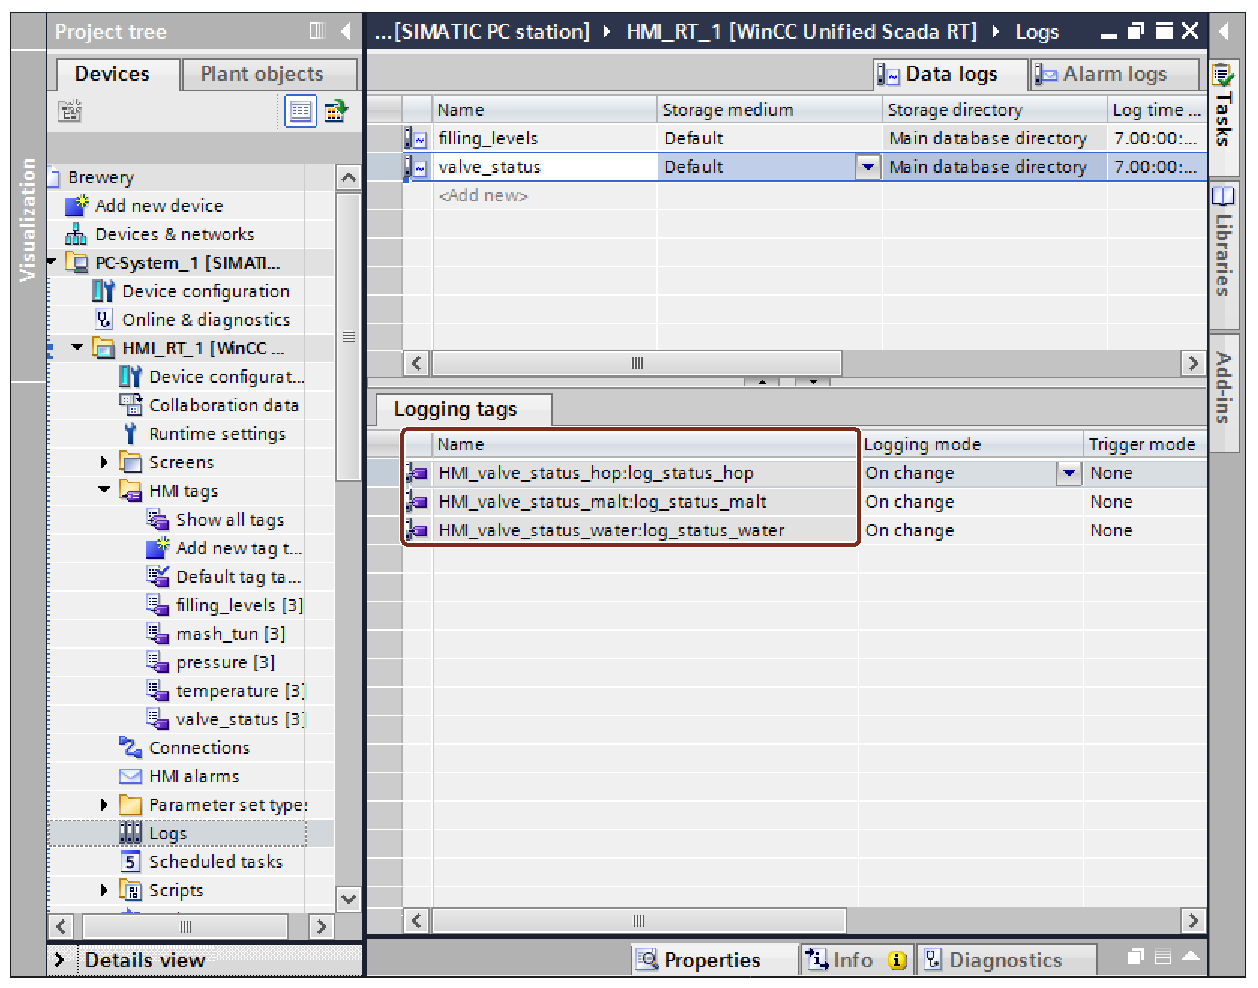 Project tree
...[SIMATIC PC station] HMI_RT_1 [WinCC Unified Scada RT] Logs
Devices Plant objects
Data logs Alarm logs
Visualization
Brewery
Add new device
Devices & networks
PC-System_1 [SIMATI...
Device configuration
Online & diagnostics
HMI_RT_1 [WinCC ...
Device configurat...
Collaboration data
Runtime settings
Screens
HMI tags
Show all tags
Add new tag t...
Default tag ta...
filling_levels [3]
mash_tun [3]
pressure [3]
temperature [3]
valve_status [3]
Connections
HMI alarms
Parameter set types
Logs
5 Scheduled tasks
Scripts
Details view
Name Storage medium Storage directory Log time ...
filling_levels Default Main database directory 7.00:00:...
valve_status Default Main database directory 7.00:00:...
<Add new>
Logging tags
Name Logging mode Trigger mode
HMI_valve_status_hop:log_status_hop On change None
HMI_valve_status_malt:log_status_malt On change None
HMI_valve_status_water:log_status_water On change None
Properties Info Diagnostics
Tasks
Libraries
Add-ins